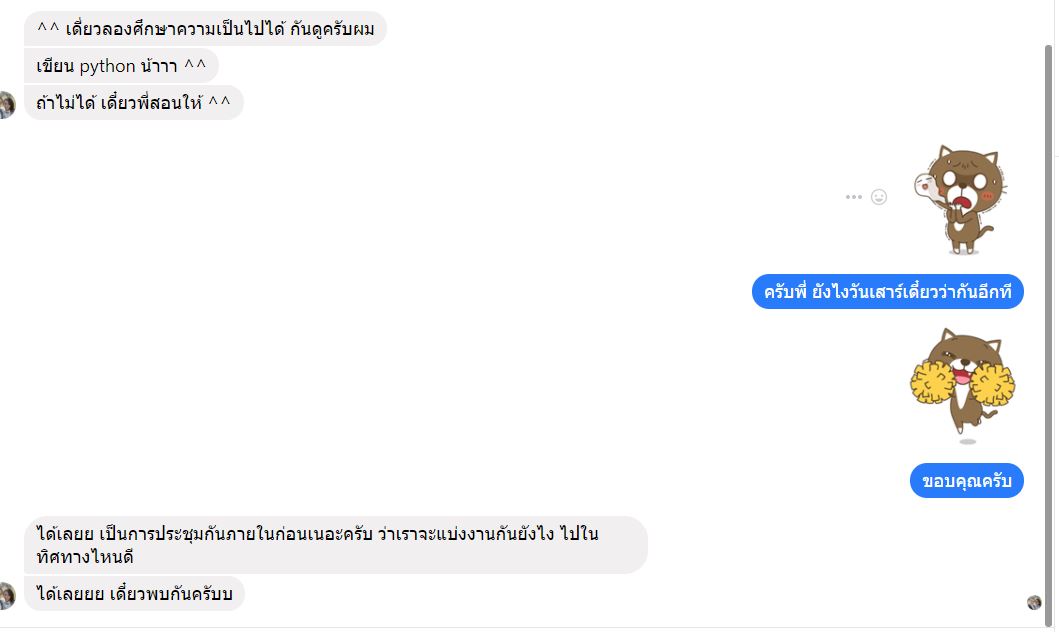 ^^ เดี่ยวลองศึกษาความเป็นไปได้ กันดูครับผม
เขียน python น้าาา ^^
ถ้าไม่ได้ เดี๋ยวพี่สอนให้ ^^
ครับพี่ ยังไงวันเสาร์เดี๋ยวว่ากันอีกที
ขอบคุณครับ
ได้เลยยย เป็นการประชุมกันภายในก่อนเนอะครับ ว่าเราจะแบ่งงานกันยังไง ไปใน
ทิศทางไหนดี
ได้เลยยยย เดี๋ยวพบกันครับบ